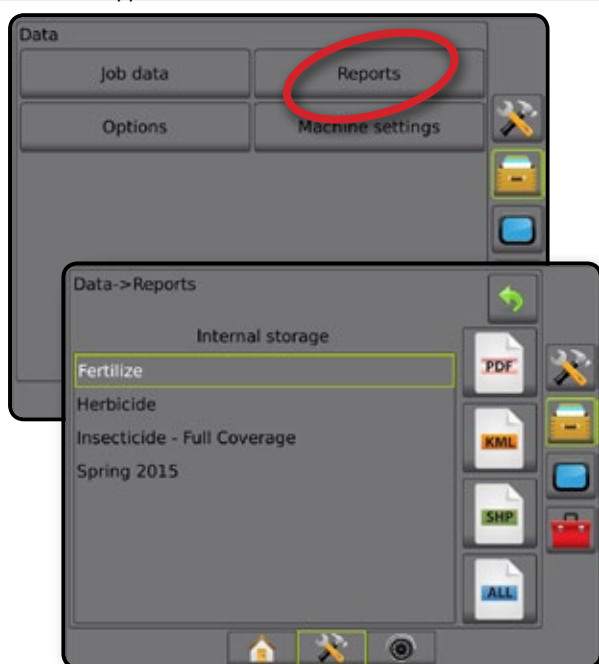 Data
Job data
Reports
Options
Machine settings
Data->Reports
Internal storage
Fertilize
Herbicide
Insecticide - Full Coverage
Spring 2015
PDF
KML
SHP
ALL